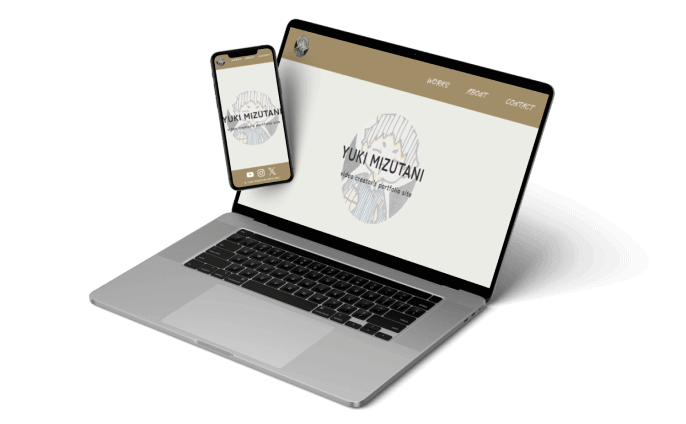 WORKS ABOUT CONTACT
YUKI MIZUTANI
video creator's portfolio site
YUKI MIZUTANI
video creator's portfolio site